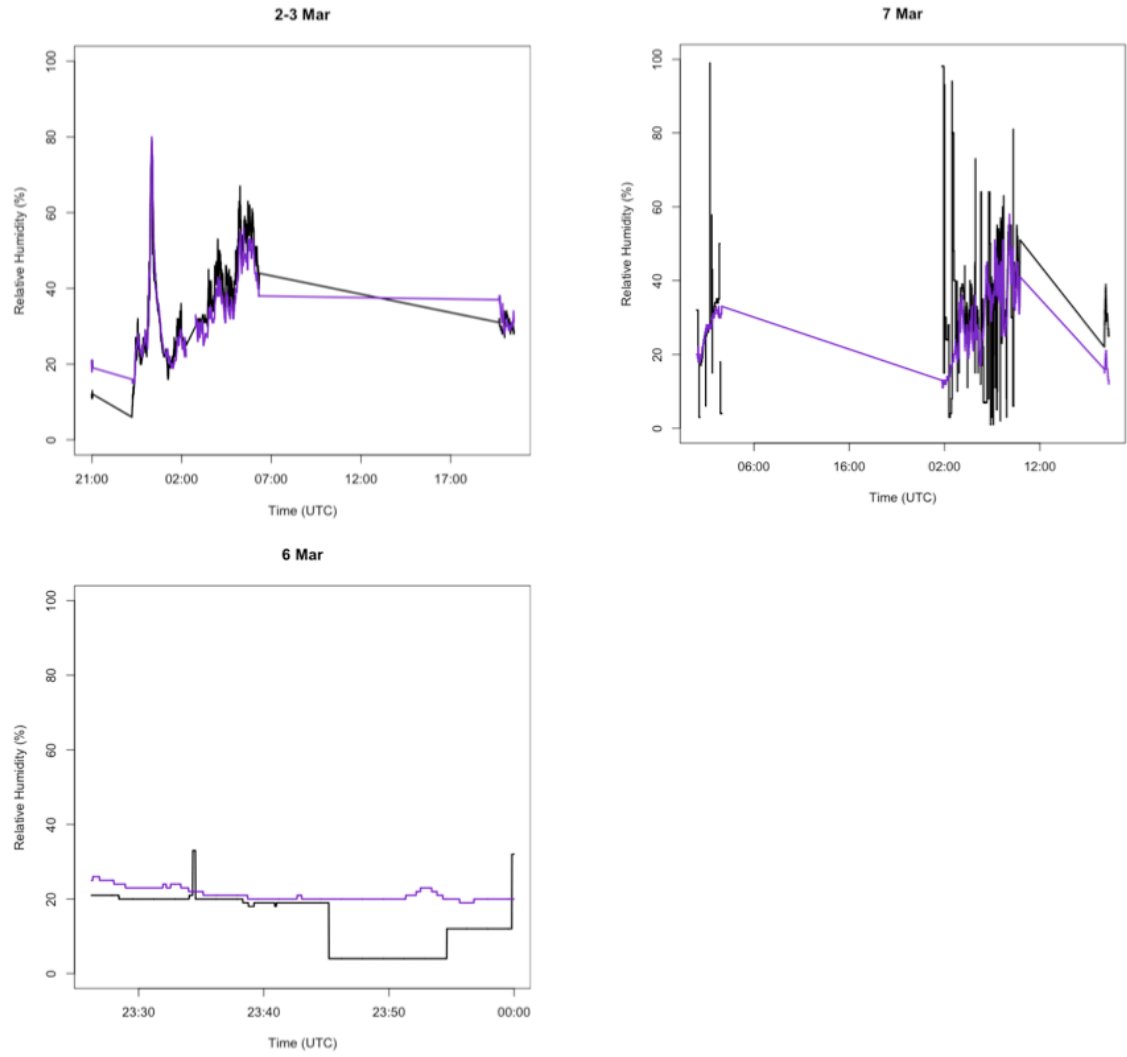 2-3 Mar
Relative Humidity (%)
100
80
60
40
20
0
21:00 02:00 07:00 12:00 17:00
Time (UTC)
7 Mar
Relative Humidity (%)
100
80
60
40
20
0
06:00 16:00 02:00 12:00
Time (UTC)
6 Mar
Relative Humidity (%)
100
80
60
40
20
0
23:30 23:40 23:50 00:00
Time (UTC)